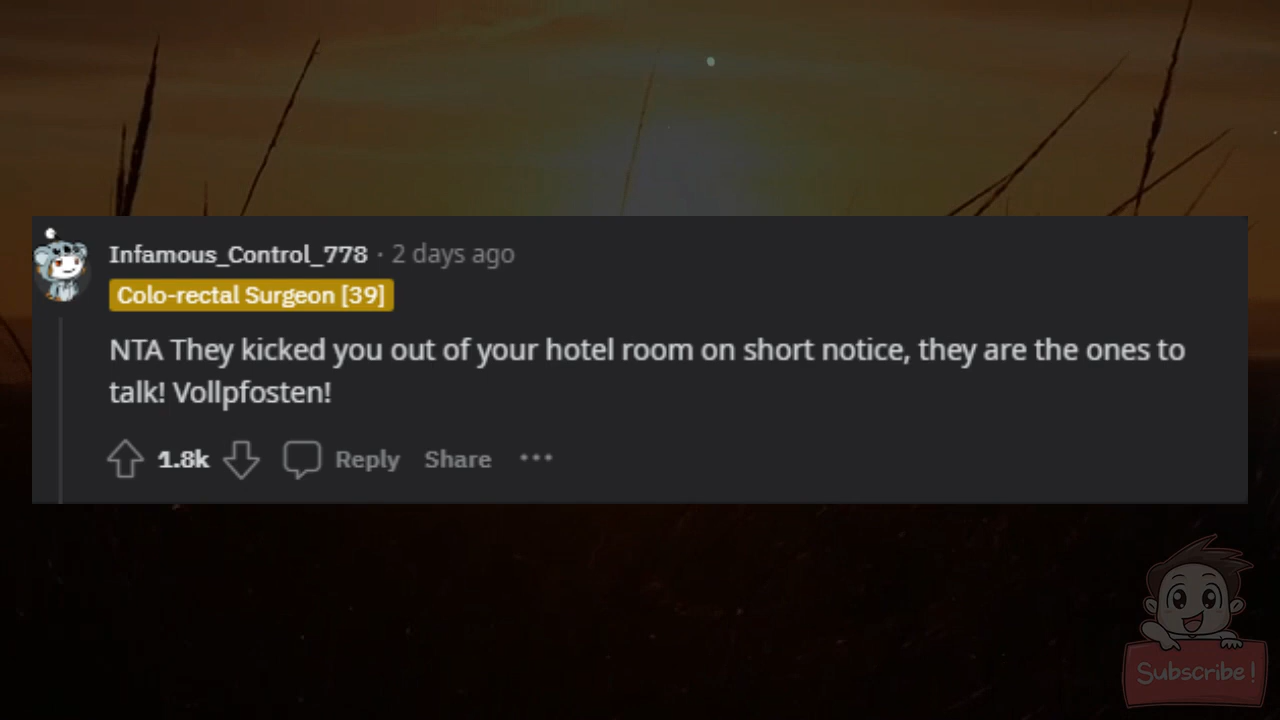 Infamous_Control_778 · 2 days ago
Colo-rectal Surgeon [39]
NTA They kicked you out of your hotel room on short notice, they are the ones to
talk! Vollpfosten!
1.8k Reply Share ···
Subscribe!